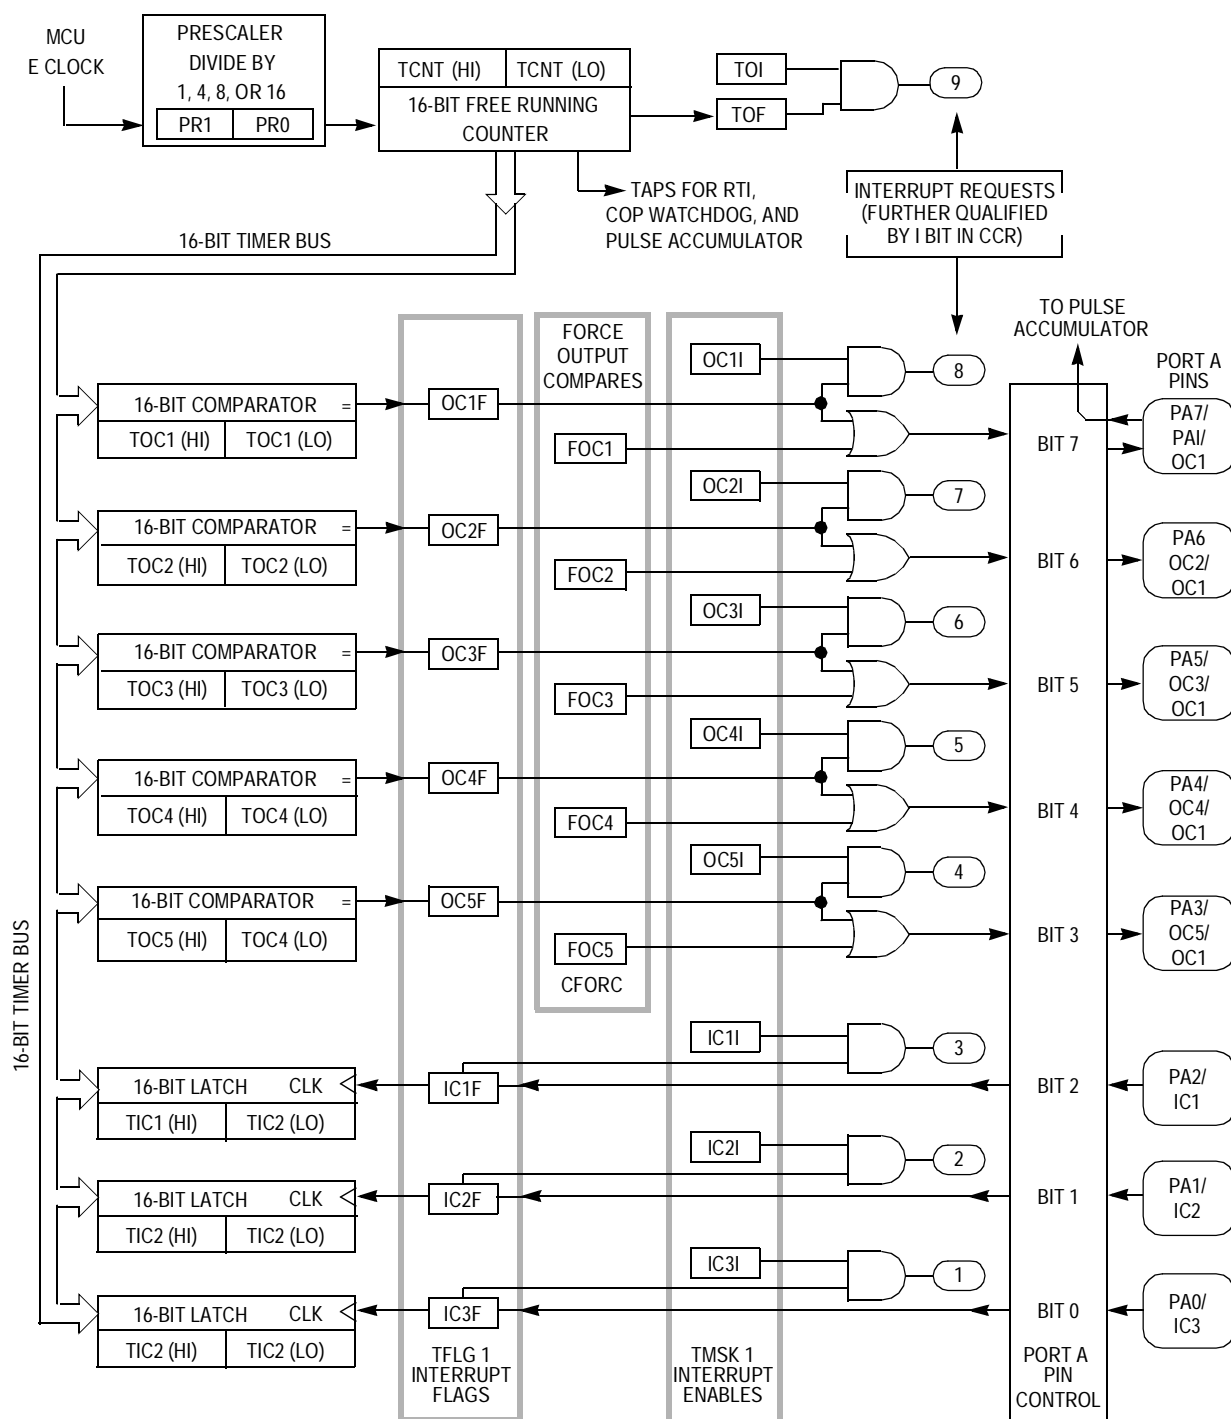 MCU
E CLOCK
PRESCALER
DIVIDE BY
1, 4, 8, OR 16
PR1 PR0
TCNT (HI) TCNT (LO)
16-BIT FREE RUNNING
COUNTER
TOI
TOF
9
TAPS FOR RTI,
COP WATCHDOG, AND
PULSE ACCUMULATOR
INTERRUPT REQUESTS
(FURTHER QUALIFIED
BY I BIT IN CCR)
16-BIT TIMER BUS
16-BIT TIMER BUS
TO PULSE
ACCUMULATOR
PORT A
PINS
FORCE
OUTPUT
COMPARES
OC1I
8
16-BIT COMPARATOR =
TOC1 (HI) TOC1 (LO)
OC1F
FOC1
BIT 7
PA7/
PAI/
OC1
OC2I
7
16-BIT COMPARATOR =
TOC2 (HI) TOC2 (LO)
OC2F
FOC2
BIT 6
PA6
OC2/
OC1
OC3I
6
16-BIT COMPARATOR =
TOC3 (HI) TOC3 (LO)
OC3F
FOC3
BIT 5
PA5/
OC3/
OC1
OC4I
5
16-BIT COMPARATOR =
TOC4 (HI) TOC4 (LO)
OC4F
FOC4
BIT 4
PA4/
OC4/
OC1
OC5I
4
16-BIT COMPARATOR =
TOC5 (HI) TOC4 (LO)
OC5F
FOC5
CFORC
BIT 3
PA3/
OC5/
OC1
IC1I
3
16-BIT LATCH CLK
TIC1 (HI) TIC2 (LO)
IC1F
BIT 2
PA2/
IC1
IC2I
2
16-BIT LATCH CLK
TIC2 (HI) TIC2 (LO)
IC2F
BIT 1
PA1/
IC2
IC3I
1
16-BIT LATCH CLK
TIC2 (HI) TIC2 (LO)
IC3F
BIT 0
PA0/
IC3
TFLG 1
INTERRUPT
FLAGS
TMSK 1
INTERRUPT
ENABLES
PORT A
PIN
CONTROL